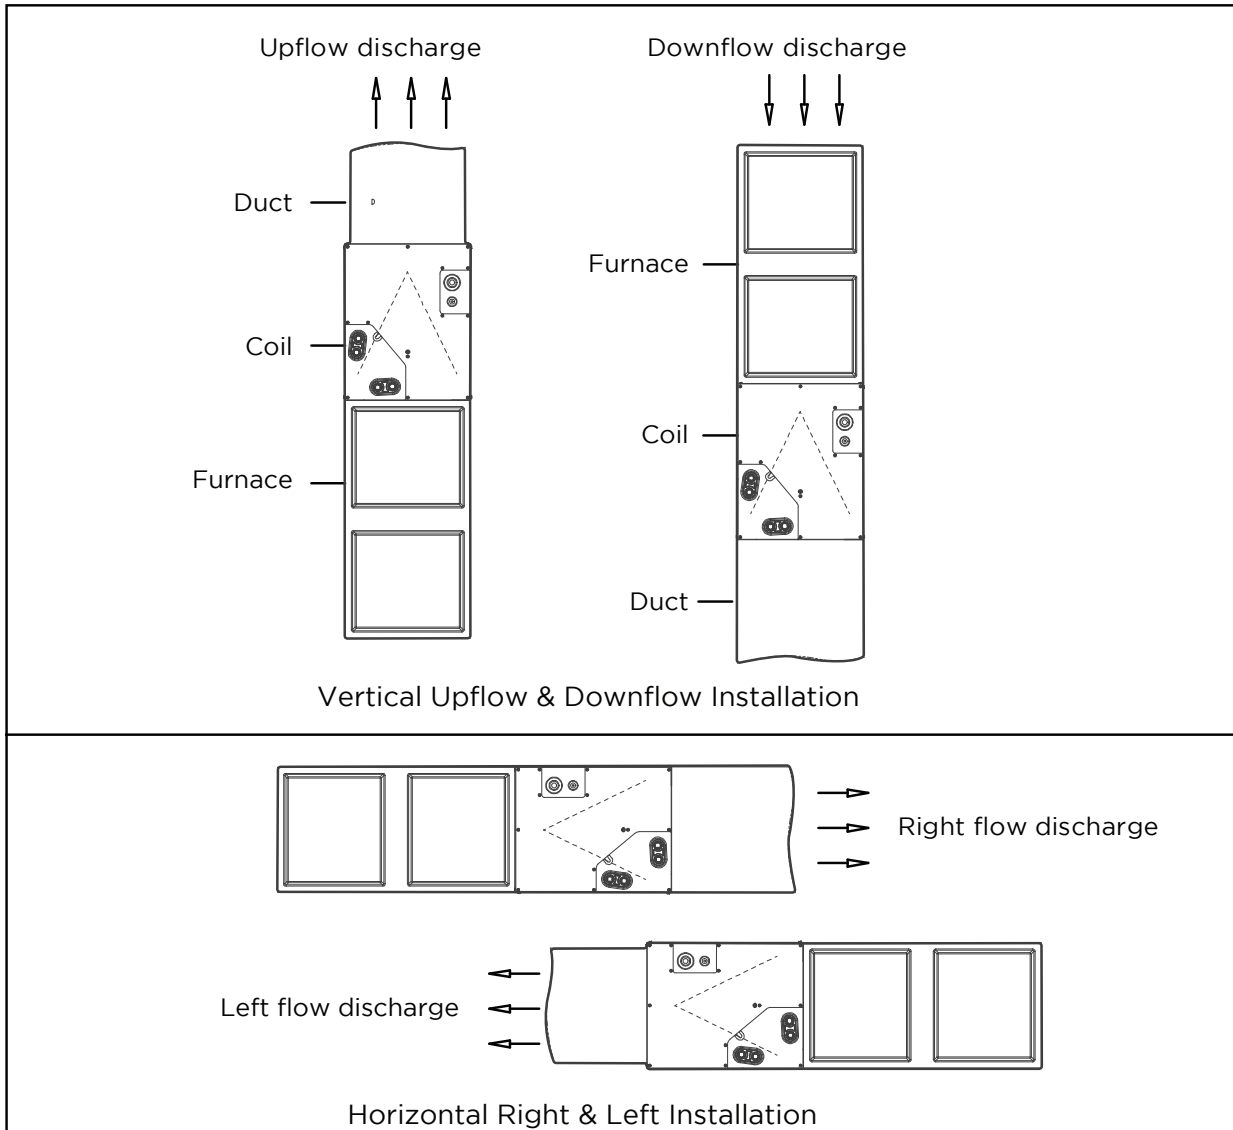 Upflow discharge
Downflow discharge
Duct
Furnace
Coil
Coil
Furnace
Duct
Vertical Upflow & Downflow Installation
Right flow discharge
Left flow discharge
Horizontal Right & Left Installation